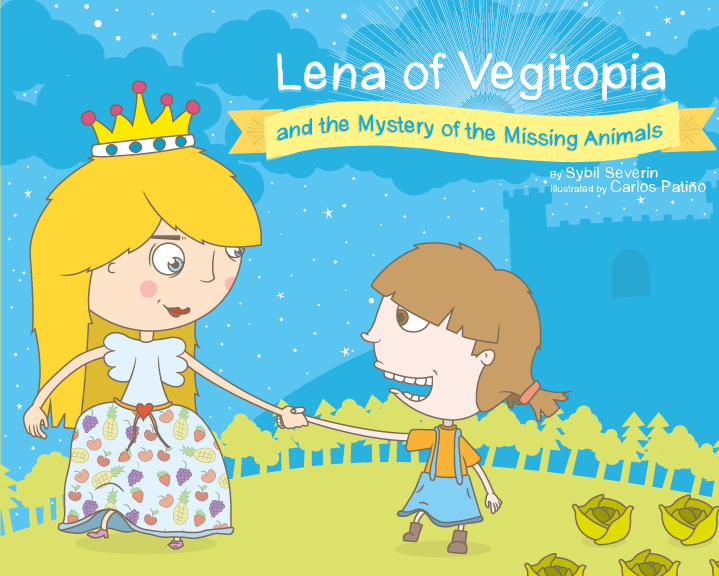 Lena of Vegitopia
and the Mystery of the Missing Animals
By Sybil Severin
Illustrated by Carlos Patiño